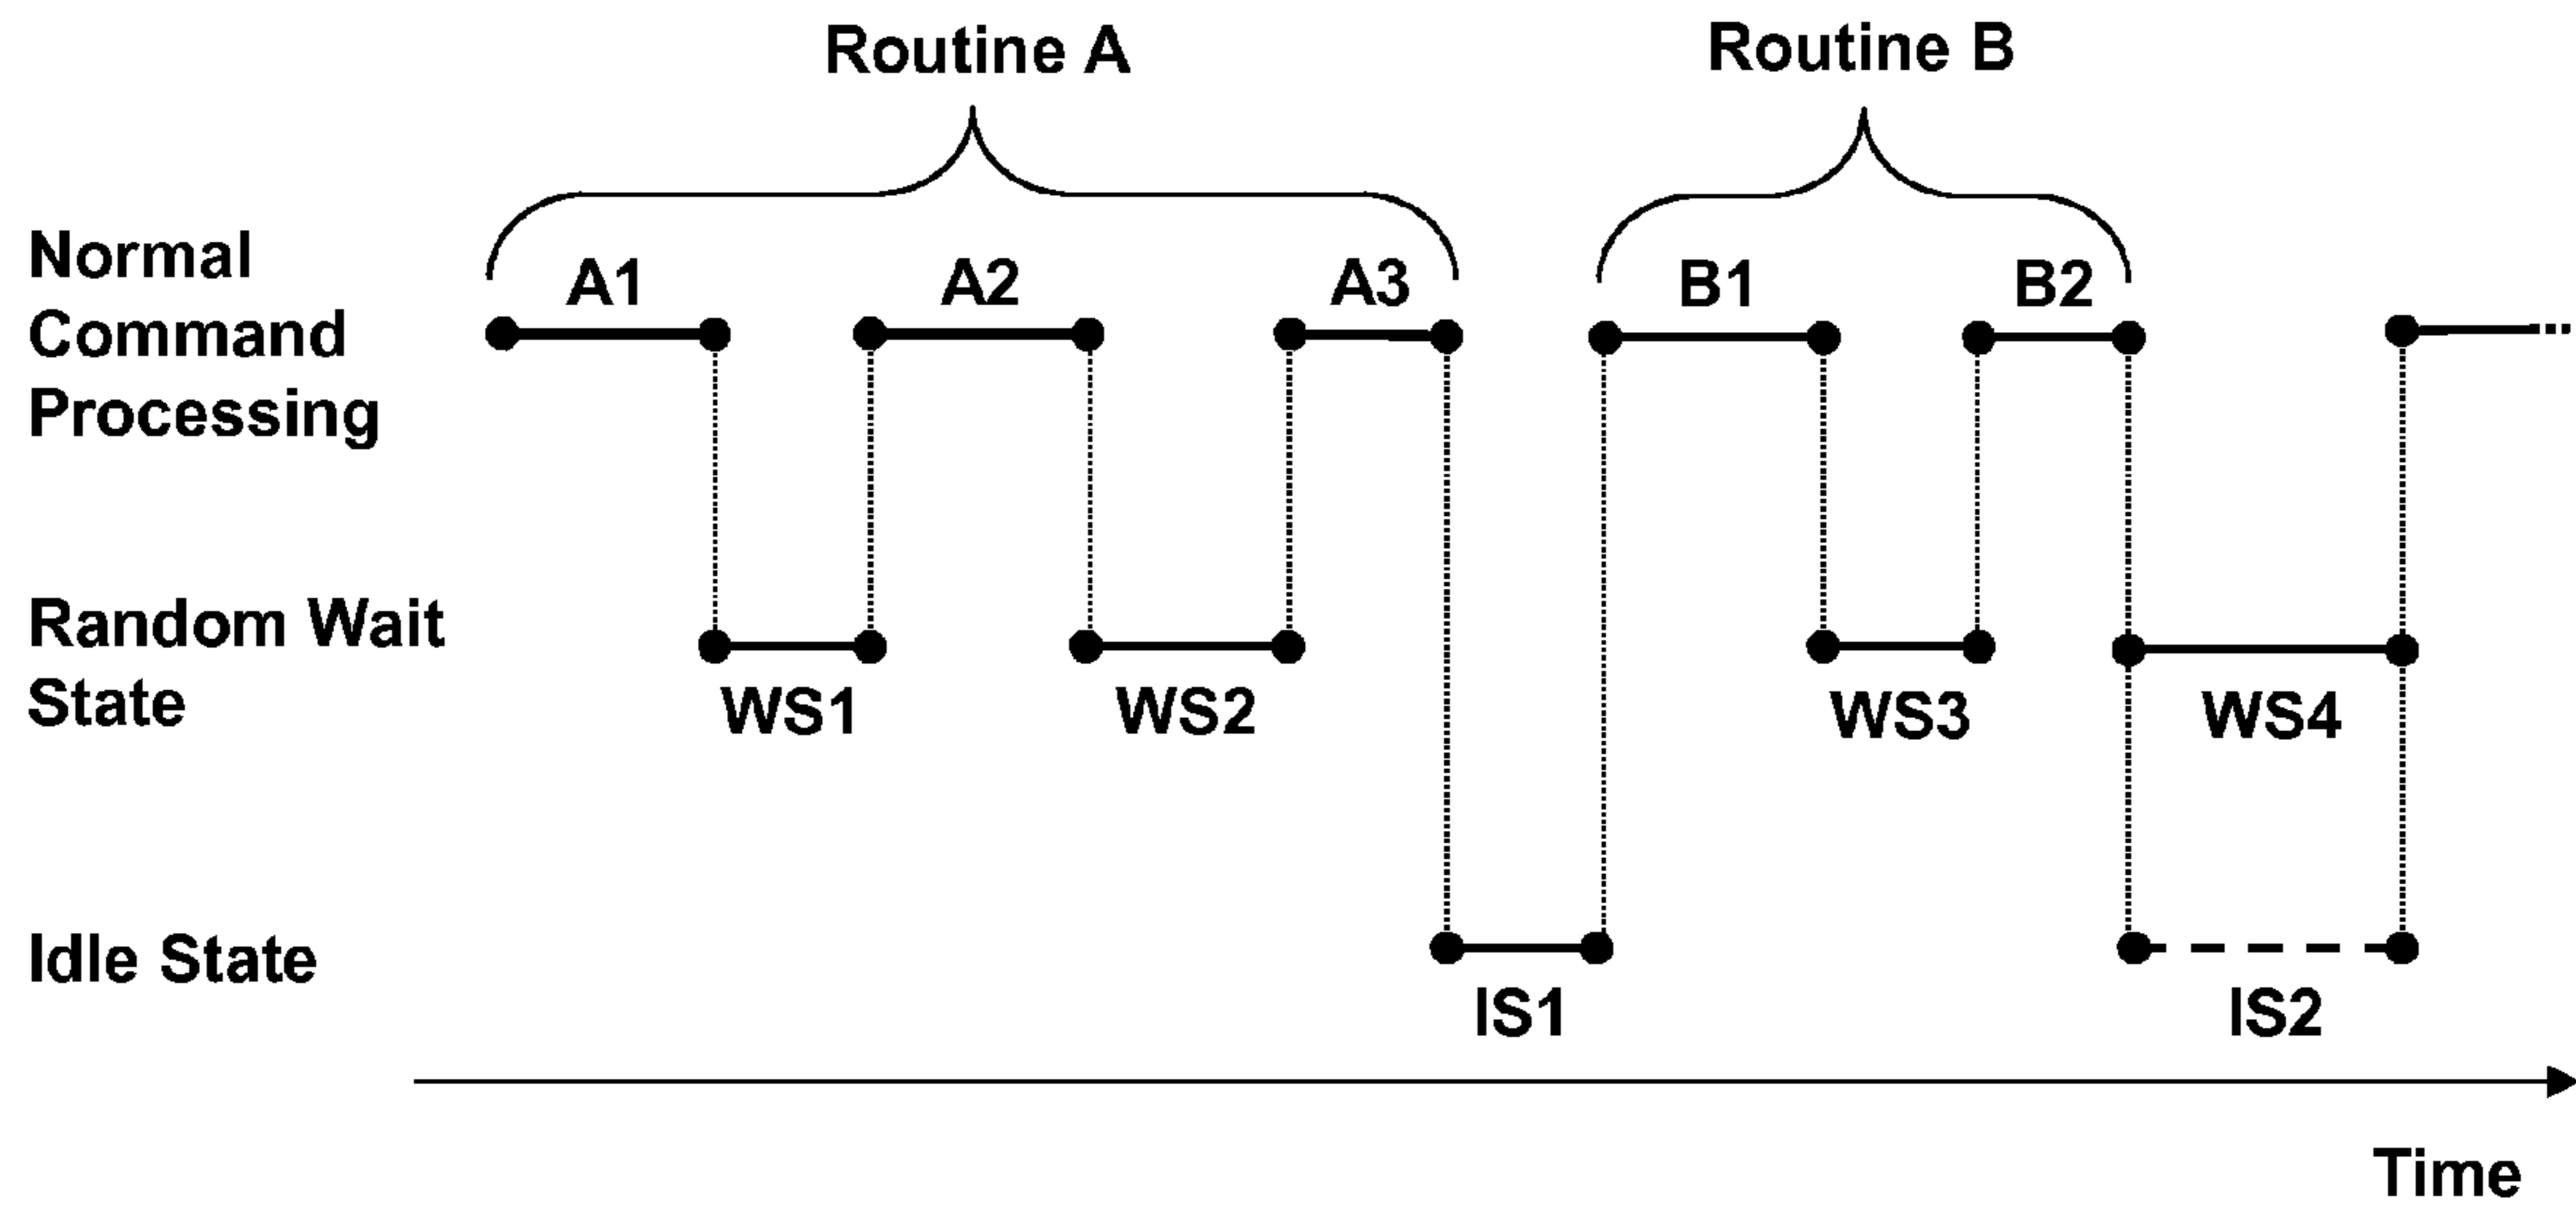 Routine A
Routine B
Normal
Command
Processing
A1
A2
A3
B1
B2
Random Wait
State
WS1
WS2
WS3
WS4
Idle State
IS1
IS2
Time